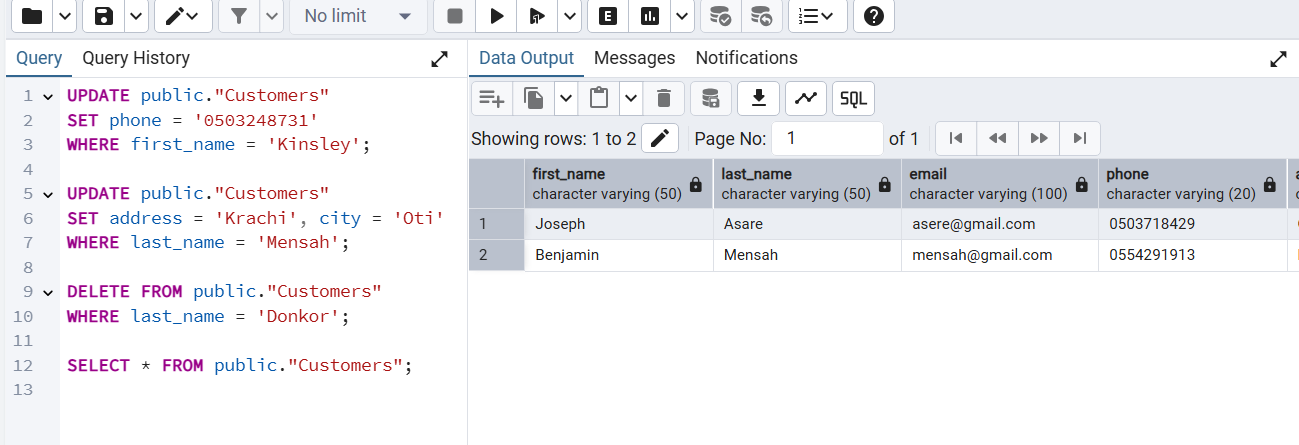 No limit
E
SQL
Query
Query History
Data Output
Messages
Notifications
1 UPDATE public."Customers"
2 SET phone = '0503248731'
3 WHERE first_name = 'Kinsley';
4
5 UPDATE public."Customers"
6 SET address = 'Krachi', city = 'Oti'
7 WHERE last_name = 'Mensah';
8
9 DELETE FROM public."Customers"
10 WHERE last_name = 'Donkor';
11
12 SELECT * FROM public."Customers";
13
Showing rows: 1 to 2
Page No: 1 of 1
first_name last_name email phone
character varying (50) character varying (50) character varying (100) character varying (20)
1 Joseph Asare asere@gmail.com 0503718429
2 Benjamin Mensah mensah@gmail.com 0554291913